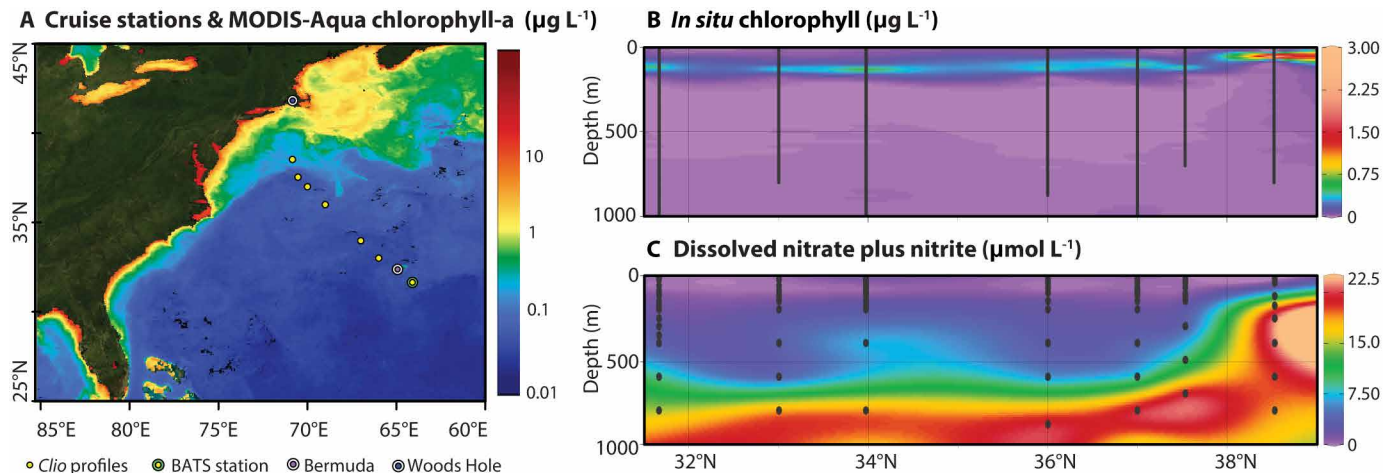 A Cruise stations & MODIS-Aqua chlorophyll-a (µg L⁻¹)
45°N
35°N
25°N
85°E 80°E 75°E 70°E 65°E 60°E
10
1
0.1
0.01
Clio profiles BATS station Bermuda Woods Hole
B In situ chlorophyll (µg L⁻¹)
Depth (m)
0
500
1000
3.00
2.25
1.50
0.75
0
C Dissolved nitrate plus nitrite (µmol L⁻¹)
Depth (m)
0
500
1000
22.5
15.0
7.50
0
32°N 34°N 36°N 38°N